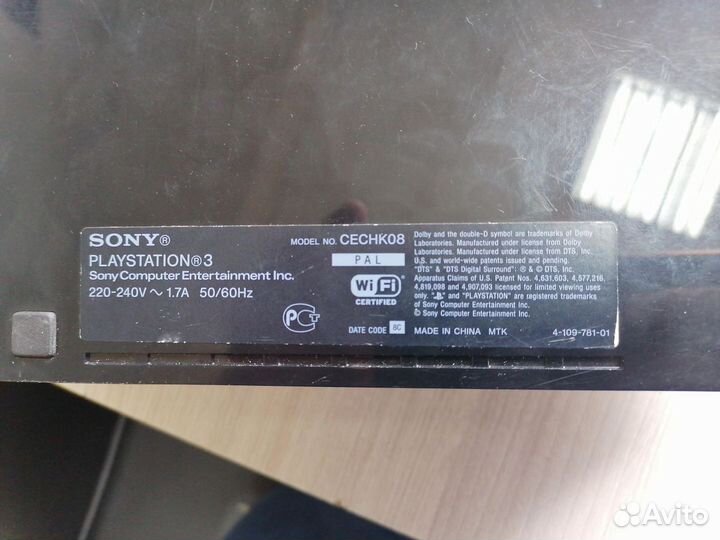 SONY®
PLAYSTATION®3
Sony Computer Entertainment Inc.
220-240V ~ 1.7A 50/60Hz
MODEL NO. CECHK08
PAL
Wi Fi
CERTIFIED
PCT
DATE CODE 8C
MADE IN CHINA MTK
4-109-781-01
Dolby and the double-D symbol are trademarks of Dolby
Laboratories. Manufactured under license from Dolby
Laboratories. Manufactured under license from DTS, Inc.
U.S. and world-wide patents issued and pending.
"DTS" & "DTS Digital Surround": ® & © DTS, Inc.
Apparatus Claims of U.S. Patent Nos. 4,631,603, 4,577,216,
4,819,098 and 4,907,093 licensed for limited viewing uses
only. " " and "PLAYSTATION" are registered trademarks
of Sony Computer Entertainment Inc.
© Sony Computer Entertainment Inc.
Avito